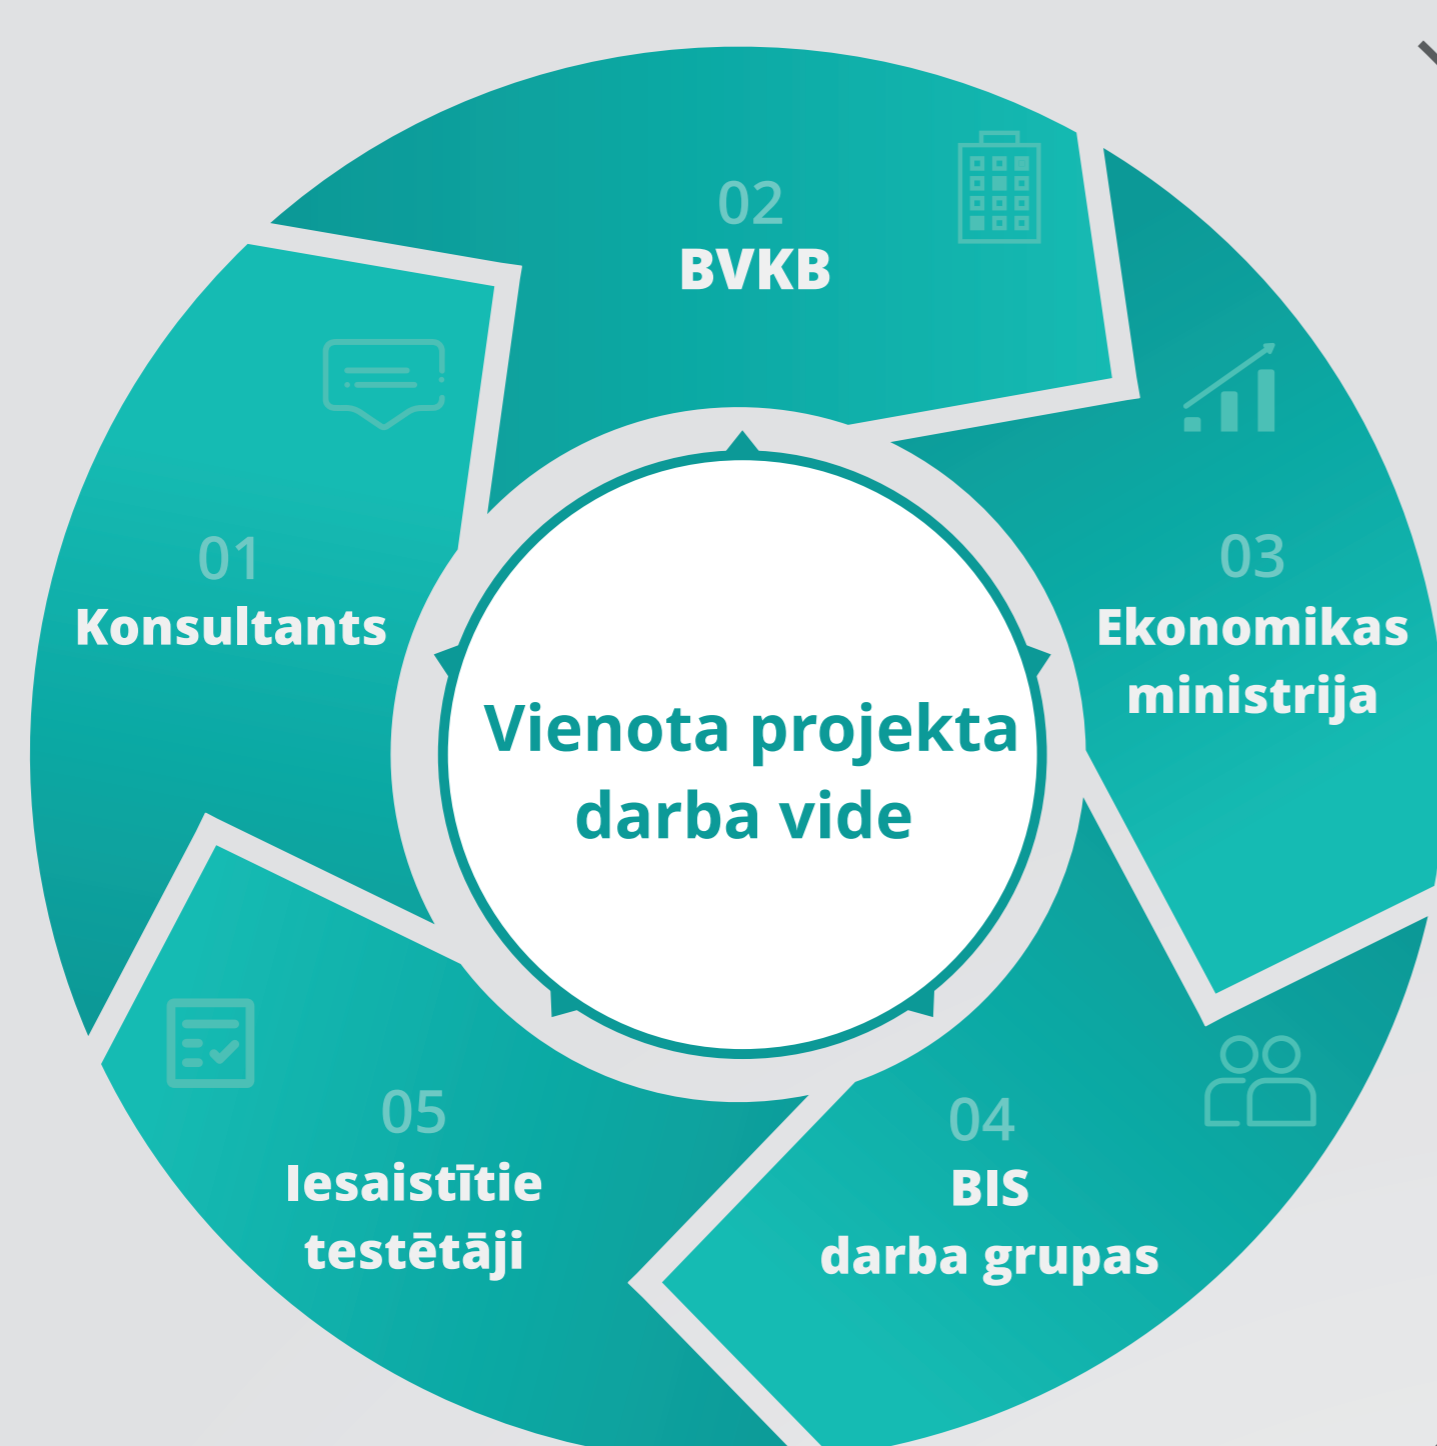 01
Konsultants
02
BVKB
03
Ekonomikas
ministrija
04
BIS
darba grupas
05
Iesaistītie
testētāji
Vienota projekta
darba vide